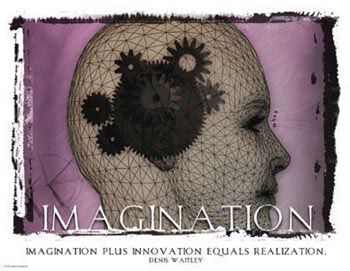 IMAGINATION
IMAGINATION PLUS INNOVATION EQUALS REALIZATION.
DENIS WAITLEY